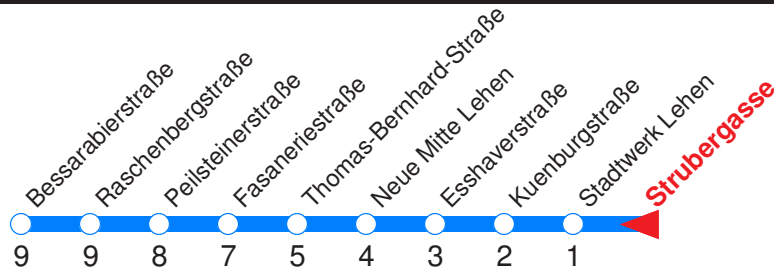 Bessarabierstraße
Raschenbergstraße
Peilsteinerstraße
Fasaneriestraße
Thomas-Bernhard-Straße
Neue Mitte Lehen
Esshaverstraße
Kuenburgstraße
Stadtwerk Lehen
Strubergasse
9 9 8 7 5 4 3 2 1